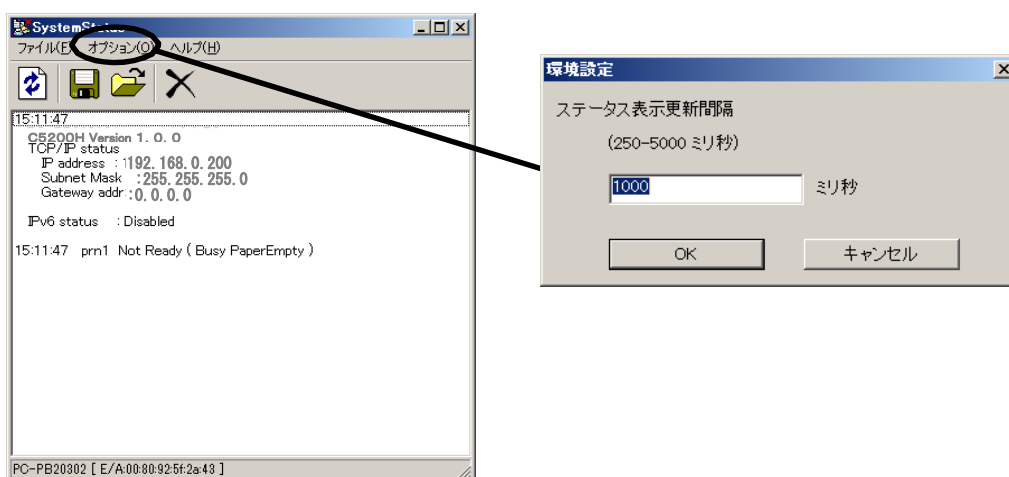 SystemStatus
ファイル(F) オプション(O) ヘルプ(H)
15:11:47
C5200H Version 1. 0. 0
TCP/IP status
IP address : 192. 168. 0. 200
Subnet Mask : 255. 255. 255. 0
Gateway addr : 0. 0. 0. 0
IPv6 status : Disabled
15:11:47 prn1 Not Ready ( Busy PaperEmpty )
PC-PB20302 [ E/A:00:80:92:5f:2a:43 ]
環境設定
ステータス表示更新間隔
(250-5000 ミリ秒)
1000 ミリ秒
OK キャンセル